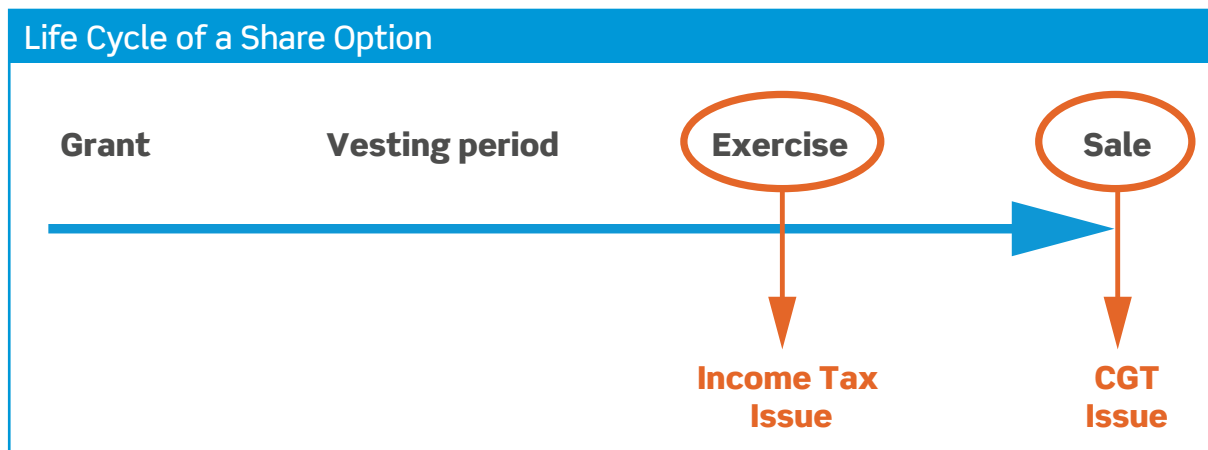 Life Cycle of a Share Option
Grant Vesting period Exercise Sale
Income Tax
Issue
CGT
Issue